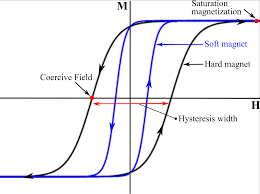 Saturation
magnetization
M
Soft magnet
Hard magnet
Coercive Field
H
Hysteresis width